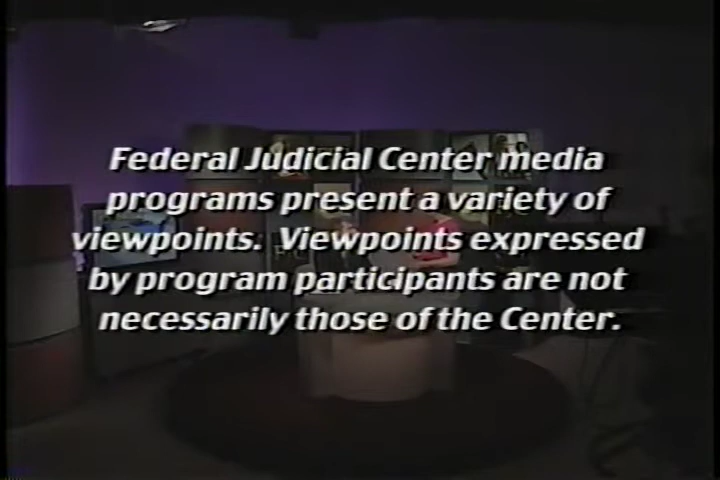 Federal Judicial Center media
programs present a variety of
viewpoints.  Viewpoints expressed
by program participants are not
necessarily those of the Center.